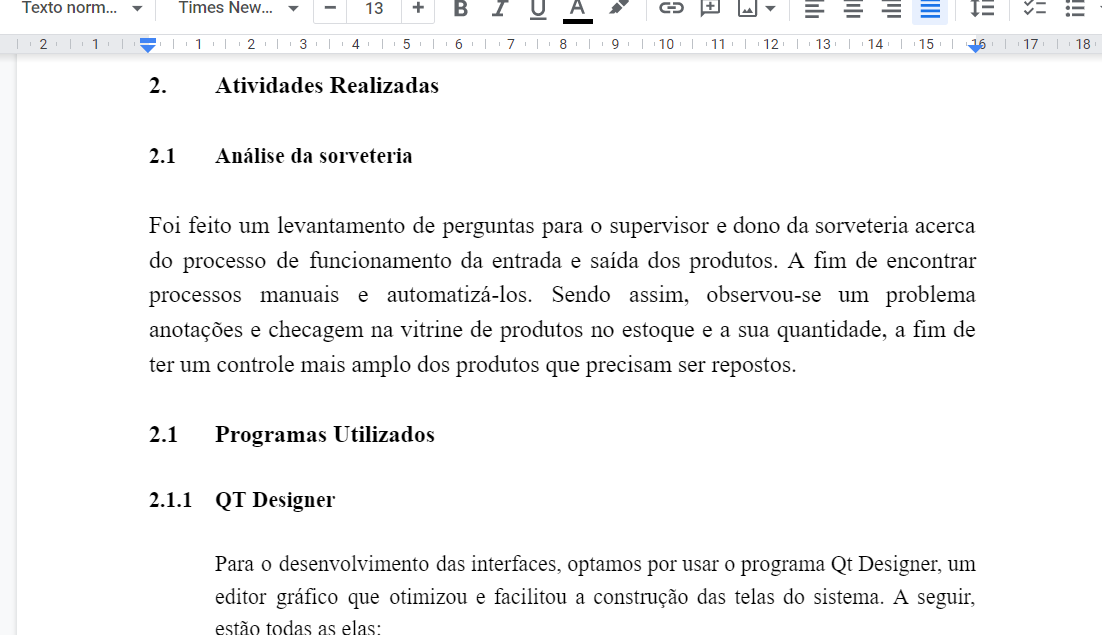 Texto norm... Times New... − 13 + B I U A
2 1 1 2 3 4 5 6 7 8 9 10 11 12 13 14 15 16 17 18
2. Atividades Realizadas
2.1 Análise da sorveteria
Foi feito um levantamento de perguntas para o supervisor e dono da sorveteria acerca
do processo de funcionamento da entrada e saída dos produtos. A fim de encontrar
processos manuais e automatizá-los. Sendo assim, observou-se um problema
anotações e checagem na vitrine de produtos no estoque e a sua quantidade, a fim de
ter um controle mais amplo dos produtos que precisam ser repostos.
2.1 Programas Utilizados
2.1.1 QT Designer
Para o desenvolvimento das interfaces, optamos por usar o programa Qt Designer, um
editor gráfico que otimizou e facilitou a construção das telas do sistema. A seguir,
estão todas as elas: